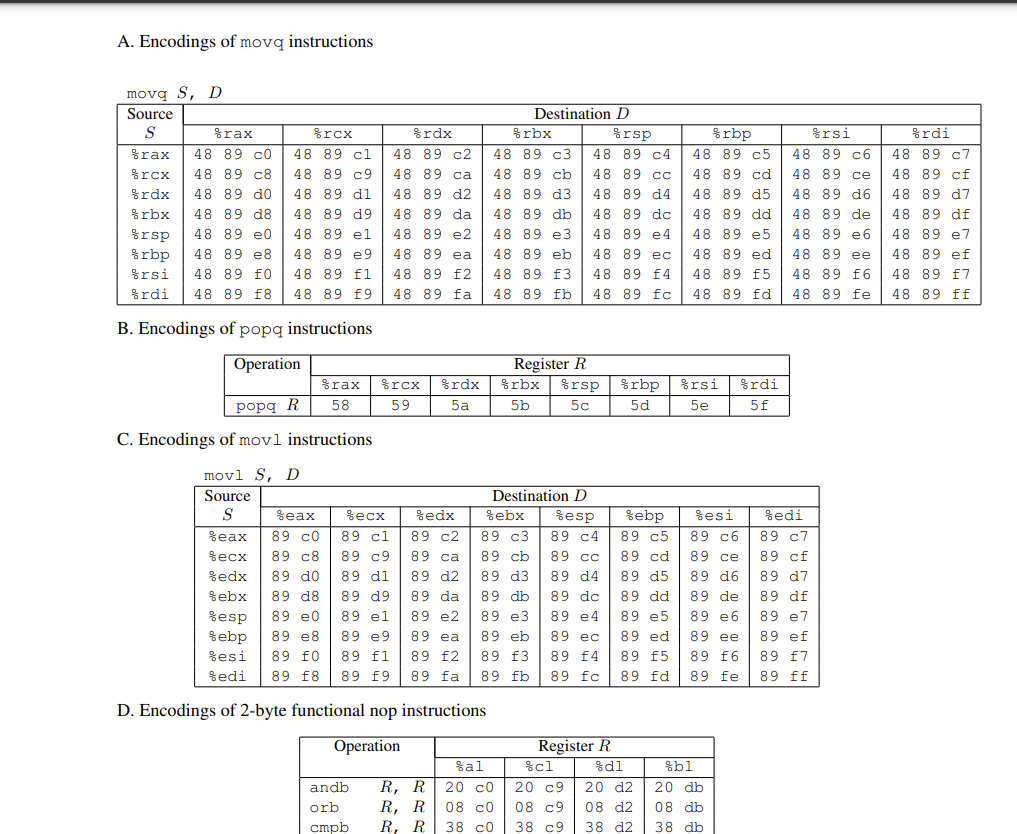 A. Encodings of movq instructions
movq S, D
Source Destination D
S %rax %rcx %rdx %rbx %rsp %rbp %rsi %rdi
%rax 48 89 c0 48 89 c1 48 89 c2 48 89 c3 48 89 c4 48 89 c5 48 89 c6 48 89 c7
%rcx 48 89 c8 48 89 c9 48 89 ca 48 89 cb 48 89 cc 48 89 cd 48 89 ce 48 89 cf
%rdx 48 89 d0 48 89 d1 48 89 d2 48 89 d3 48 89 d4 48 89 d5 48 89 d6 48 89 d7
%rbx 48 89 d8 48 89 d9 48 89 da 48 89 db 48 89 dc 48 89 dd 48 89 de 48 89 df
%rsp 48 89 e0 48 89 e1 48 89 e2 48 89 e3 48 89 e4 48 89 e5 48 89 e6 48 89 e7
%rbp 48 89 e8 48 89 e9 48 89 ea 48 89 eb 48 89 ec 48 89 ed 48 89 ee 48 89 ef
%rsi 48 89 f0 48 89 f1 48 89 f2 48 89 f3 48 89 f4 48 89 f5 48 89 f6 48 89 f7
%rdi 48 89 f8 48 89 f9 48 89 fa 48 89 fb 48 89 fc 48 89 fd 48 89 fe 48 89 ff
B. Encodings of popq instructions
Operation Register R
%rax %rcx %rdx %rbx %rsp %rbp %rsi %rdi
popq R 58 59 5a 5b 5c 5d 5e 5f
C. Encodings of movl instructions
movl S, D
Source Destination D
S %eax %ecx %edx %ebx %esp %ebp %esi %edi
%eax 89 c0 89 c1 89 c2 89 c3 89 c4 89 c5 89 c6 89 c7
%ecx 89 c8 89 c9 89 ca 89 cb 89 cc 89 cd 89 ce 89 cf
%edx 89 d0 89 d1 89 d2 89 d3 89 d4 89 d5 89 d6 89 d7
%ebx 89 d8 89 d9 89 da 89 db 89 dc 89 dd 89 de 89 df
%esp 89 e0 89 e1 89 e2 89 e3 89 e4 89 e5 89 e6 89 e7
%ebp 89 e8 89 e9 89 ea 89 eb 89 ec 89 ed 89 ee 89 ef
%esi 89 f0 89 f1 89 f2 89 f3 89 f4 89 f5 89 f6 89 f7
%edi 89 f8 89 f9 89 fa 89 fb 89 fc 89 fd 89 fe 89 ff
D. Encodings of 2-byte functional nop instructions
Operation Register R
%al %cl %dl %bl
andb R, R 20 c0 20 c9 20 d2 20 db
orb R, R 08 c0 08 c9 08 d2 08 db
cmpb R, R 38 c0 38 c9 38 d2 38 db